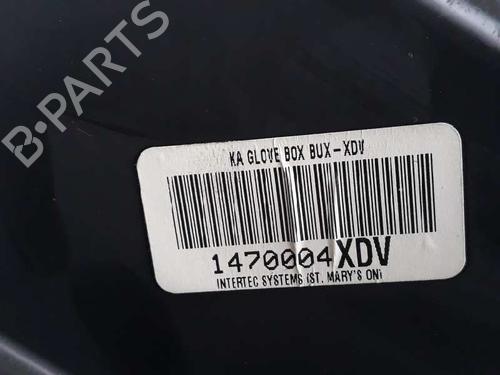 B-PARTS
KA GLOVE BOX BUX-XDV
1470004XDV
INTERTEC SYSTEMS (ST. MARY'S ON)